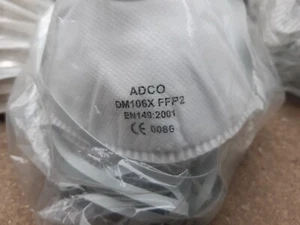 ADCO
DM106X FFP2
EN149:2001
CE 0086